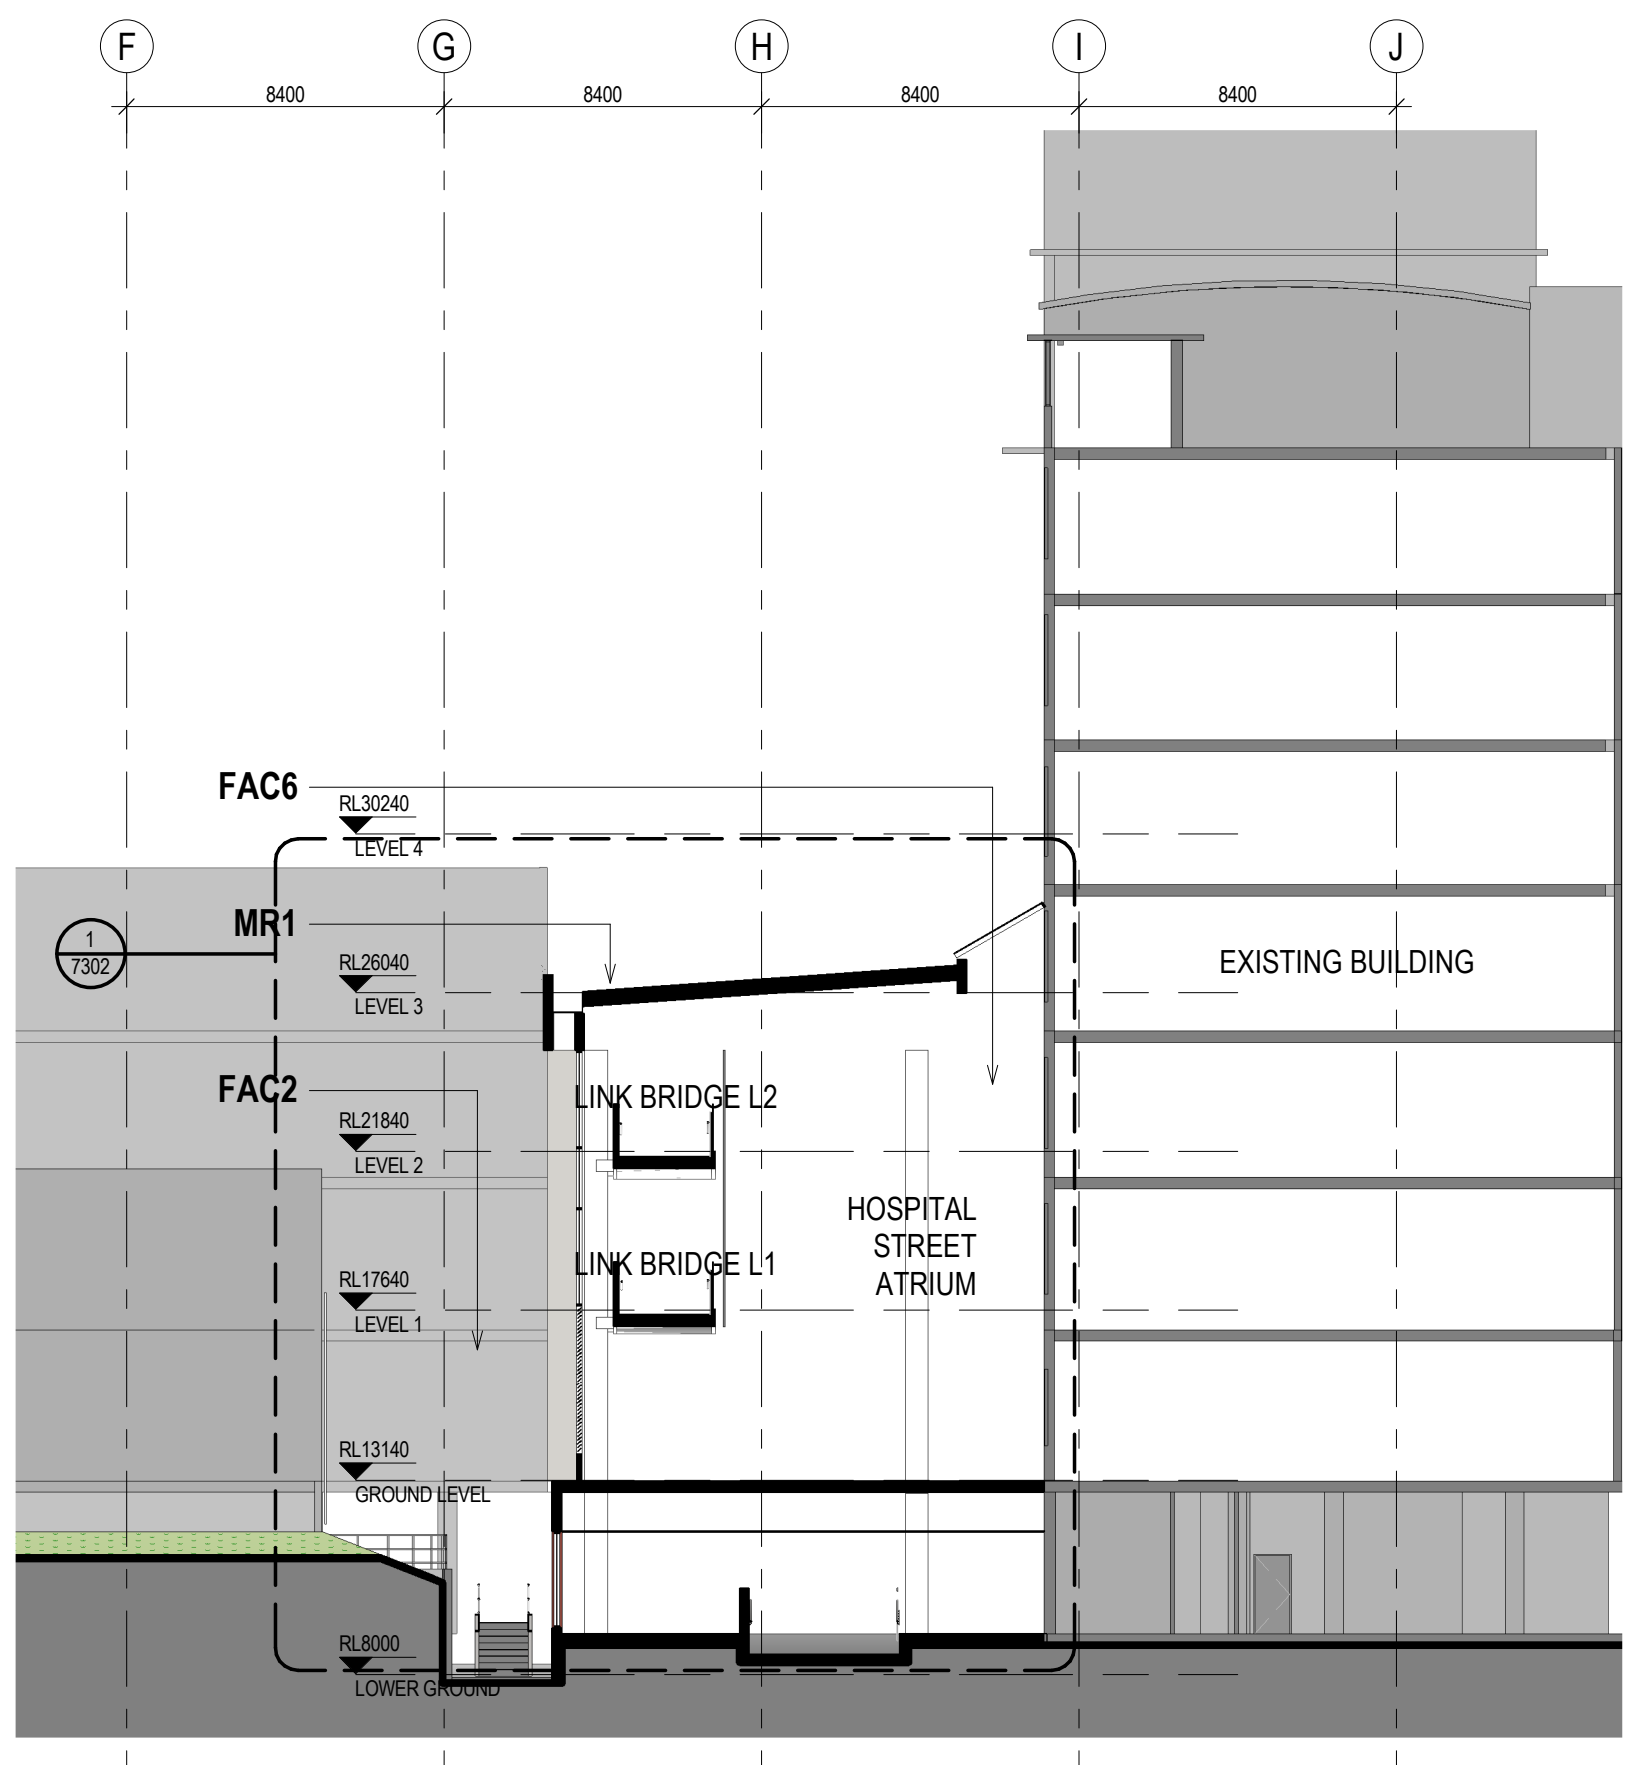 F
G
H
I
J
8400
8400
8400
8400
FAC6
RL30240
LEVEL 4
MR1
1
7302
RL26040
LEVEL 3
EXISTING BUILDING
FAC2
LINK BRIDGE L2
RL21840
LEVEL 2
HOSPITAL
STREET
ATRIUM
LINK BRIDGE L1
RL17640
LEVEL 1
RL13140
GROUND LEVEL
RL8000
LOWER GROUND